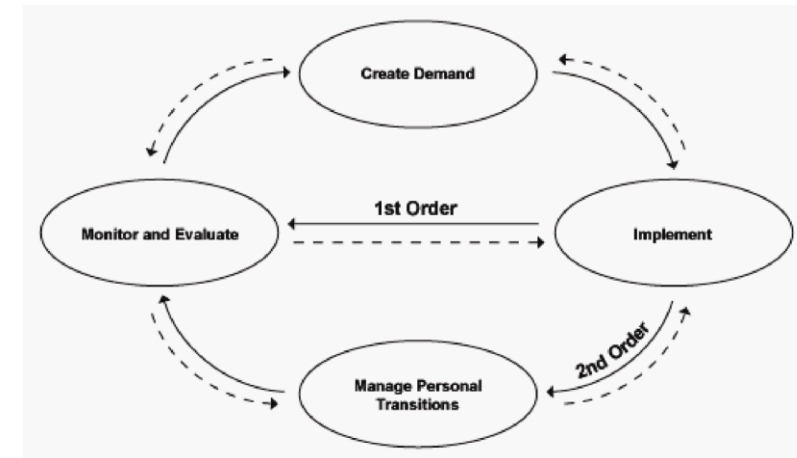 Create Demand
1st Order
Monitor and Evaluate
Implement
2nd Order
Manage Personal
Transitions